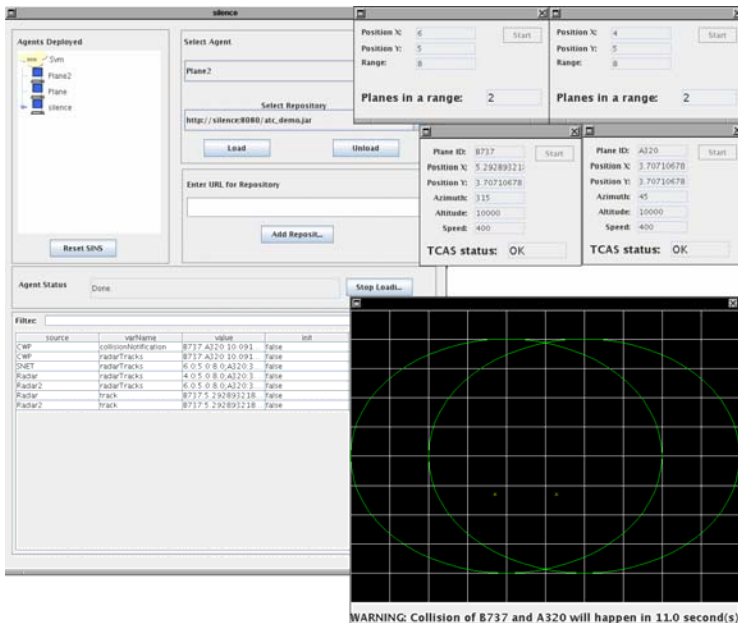 silence
Agents Deployed
Svm
Plane2
Plane
silence
Reset SINS
Select Agent
Plane2
Select Repository
http://silence:8080/atc_demo.jar
Load Unload
Enter URL for Repository
Add Reposit...
Agent Status Done. Stop Loadi...
Filter:
source varName value init
CWP collisionNotification B737 A320 10.091... false
CWP radarTracks B737 A320 10.091... false
SNET radarTracks 6.0:5.0:8.0;A320:3... false
Radar radarTracks 4.0:5.0:8.0;A320:3... false
Radar2 radarTracks 6.0:5.0:8.0;A320:3... false
Radar track B737 5.292893218... false
Radar2 track B737 5.292893218... false
Position X: 6 Start
Position Y: 5
Range: 8
Planes in a range: 2
Position X: 4 Start
Position Y: 5
Range: 8
Planes in a range: 2
Plane ID: B737 Start
Position X: 5.29289321
Position Y: 3.70710678
Azimuth: 315
Altitude: 10000
Speed: 400
TCAS status: OK
Plane ID: A320 Start
Position X: 3.70710678
Position Y: 3.70710678
Azimuth: 45
Altitude: 10000
Speed: 400
TCAS status: OK
WARNING: Collision of B737 and A320 will happen in 11.0 second(s)